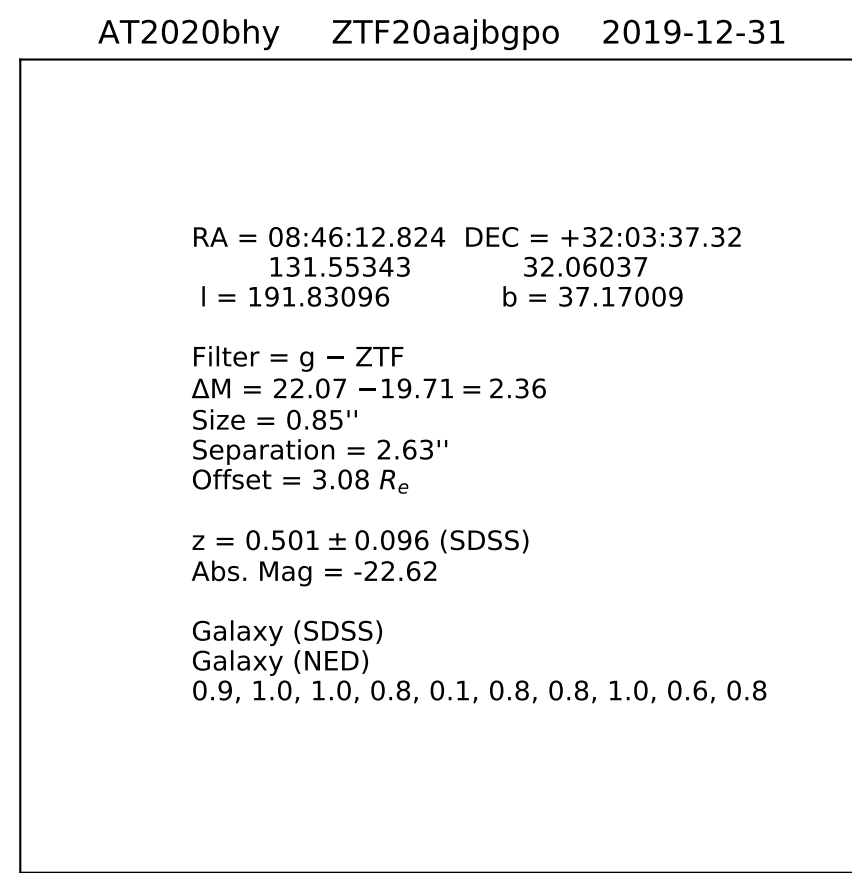 AT2020bhy ZTF20aajbgpo 2019-12-31
RA = 08:46:12.824 DEC = +32:03:37.32
131.55343 32.06037
l = 191.83096 b = 37.17009
Filter = g − ZTF
ΔM = 22.07 −19.71 = 2.36
Size = 0.85''
Separation = 2.63''
Offset = 3.08 Rₑ
z = 0.501 ± 0.096 (SDSS)
Abs. Mag = -22.62
Galaxy (SDSS)
Galaxy (NED)
0.9, 1.0, 1.0, 0.8, 0.1, 0.8, 0.8, 1.0, 0.6, 0.8